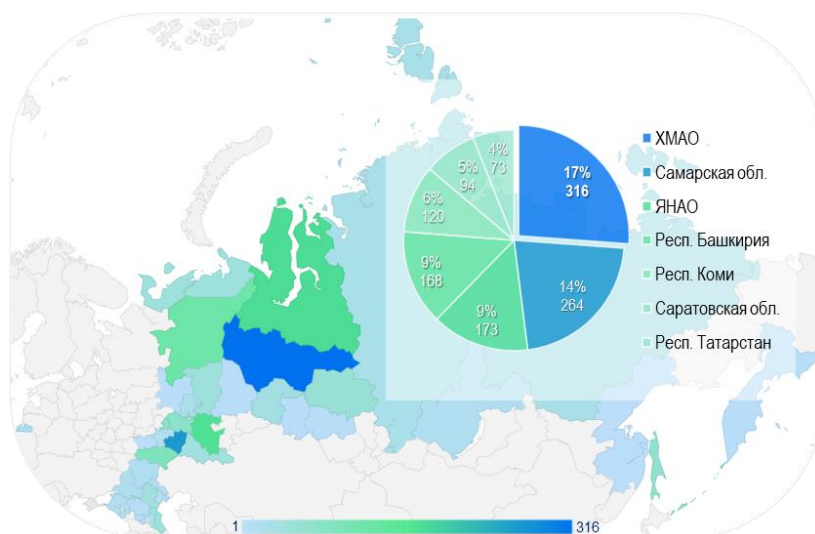 4%
73
5%
94
6%
120
9%
168
9%
173
14%
264
17%
316
ХМАО
Самарская обл.
ЯНАО
Респ. Башкирия
Респ. Коми
Саратовская обл.
Респ. Татарстан
1
316